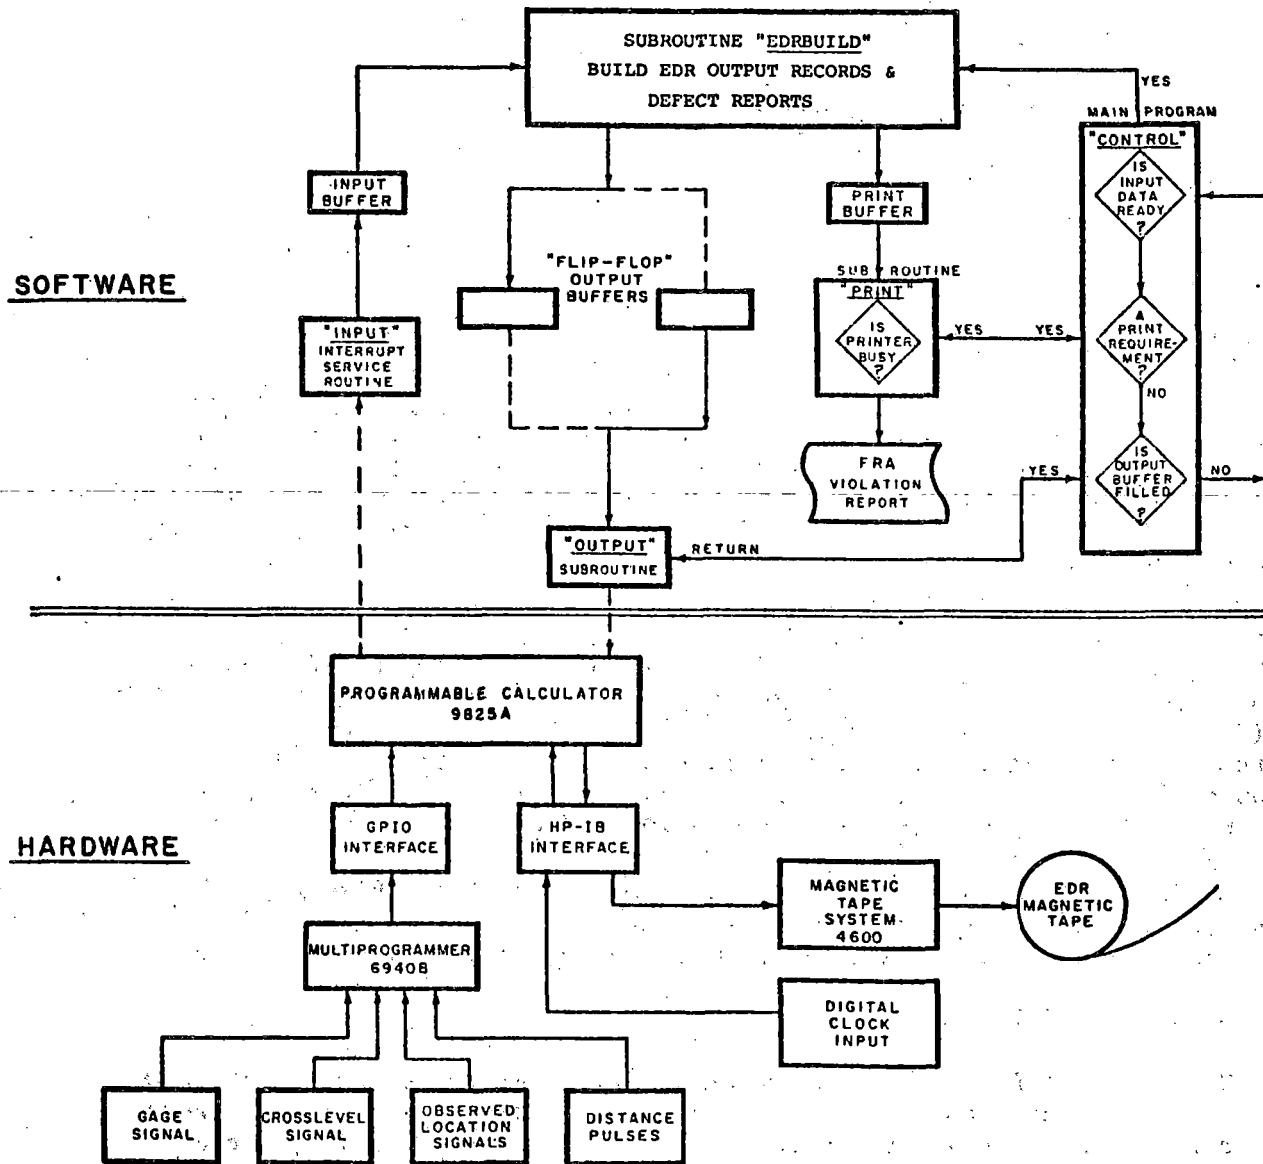 SUBROUTINE "EDRBUILD"
BUILD EDR OUTPUT RECORDS &
DEFECT REPORTS
YES
MAIN PROGRAM
"CONTROL"
IS
INPUT
DATA
READY
?
INPUT
BUFFER
PRINT
BUFFER
"FLIP-FLOP"
OUTPUT
BUFFERS
SUBROUTINE
"PRINT"
IS
PRINTER
BUSY
?
YES
YES
A
PRINT
REQUIRE-
MENT
?
NO
SOFTWARE
"INPUT"
INTERRUPT
SERVICE
ROUTINE
FRA
VIOLATION
REPORT
YES
IS
OUTPUT
BUFFER
FILLED
?
NO
"OUTPUT"
SUBROUTINE
RETURN
PROGRAMMABLE CALCULATOR
9825A
HARDWARE
GPIO
INTERFACE
HP-IB
INTERFACE
MAGNETIC
TAPE
SYSTEM
4600
EDR
MAGNETIC
TAPE
MULTIPROGRAMMER
6940B
DIGITAL
CLOCK
INPUT
GAGE
SIGNAL
CROSSLEVEL
SIGNAL
OBSERVED
LOCATION
SIGNALS
DISTANCE
PULSES